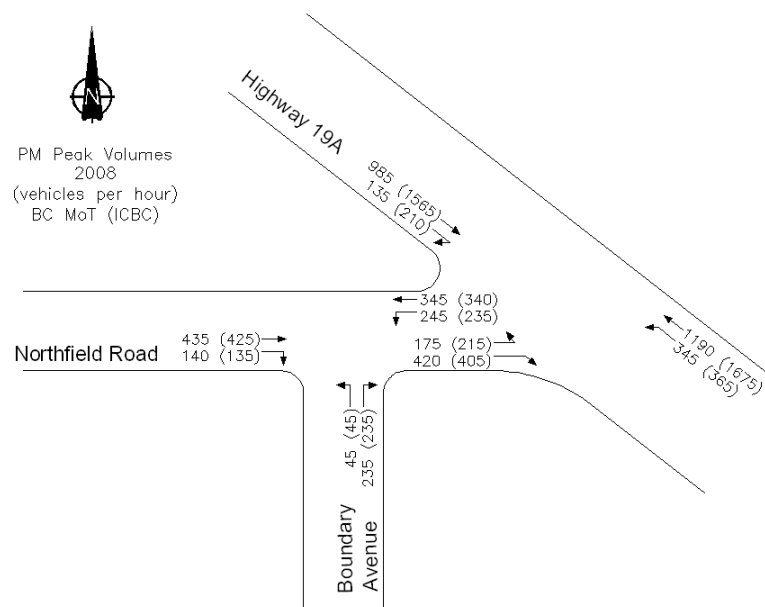 N
Highway 19A
PM Peak Volumes
2008
(vehicles per hour)
BC MoT (ICBC)
985 (1565)
135 (210)
345 (340)
245 (235)
435 (425)
140 (135)
Northfield Road
175 (215)
420 (405)
1190 (1675)
345 (365)
45 (45)
235 (235)
Boundary
Avenue